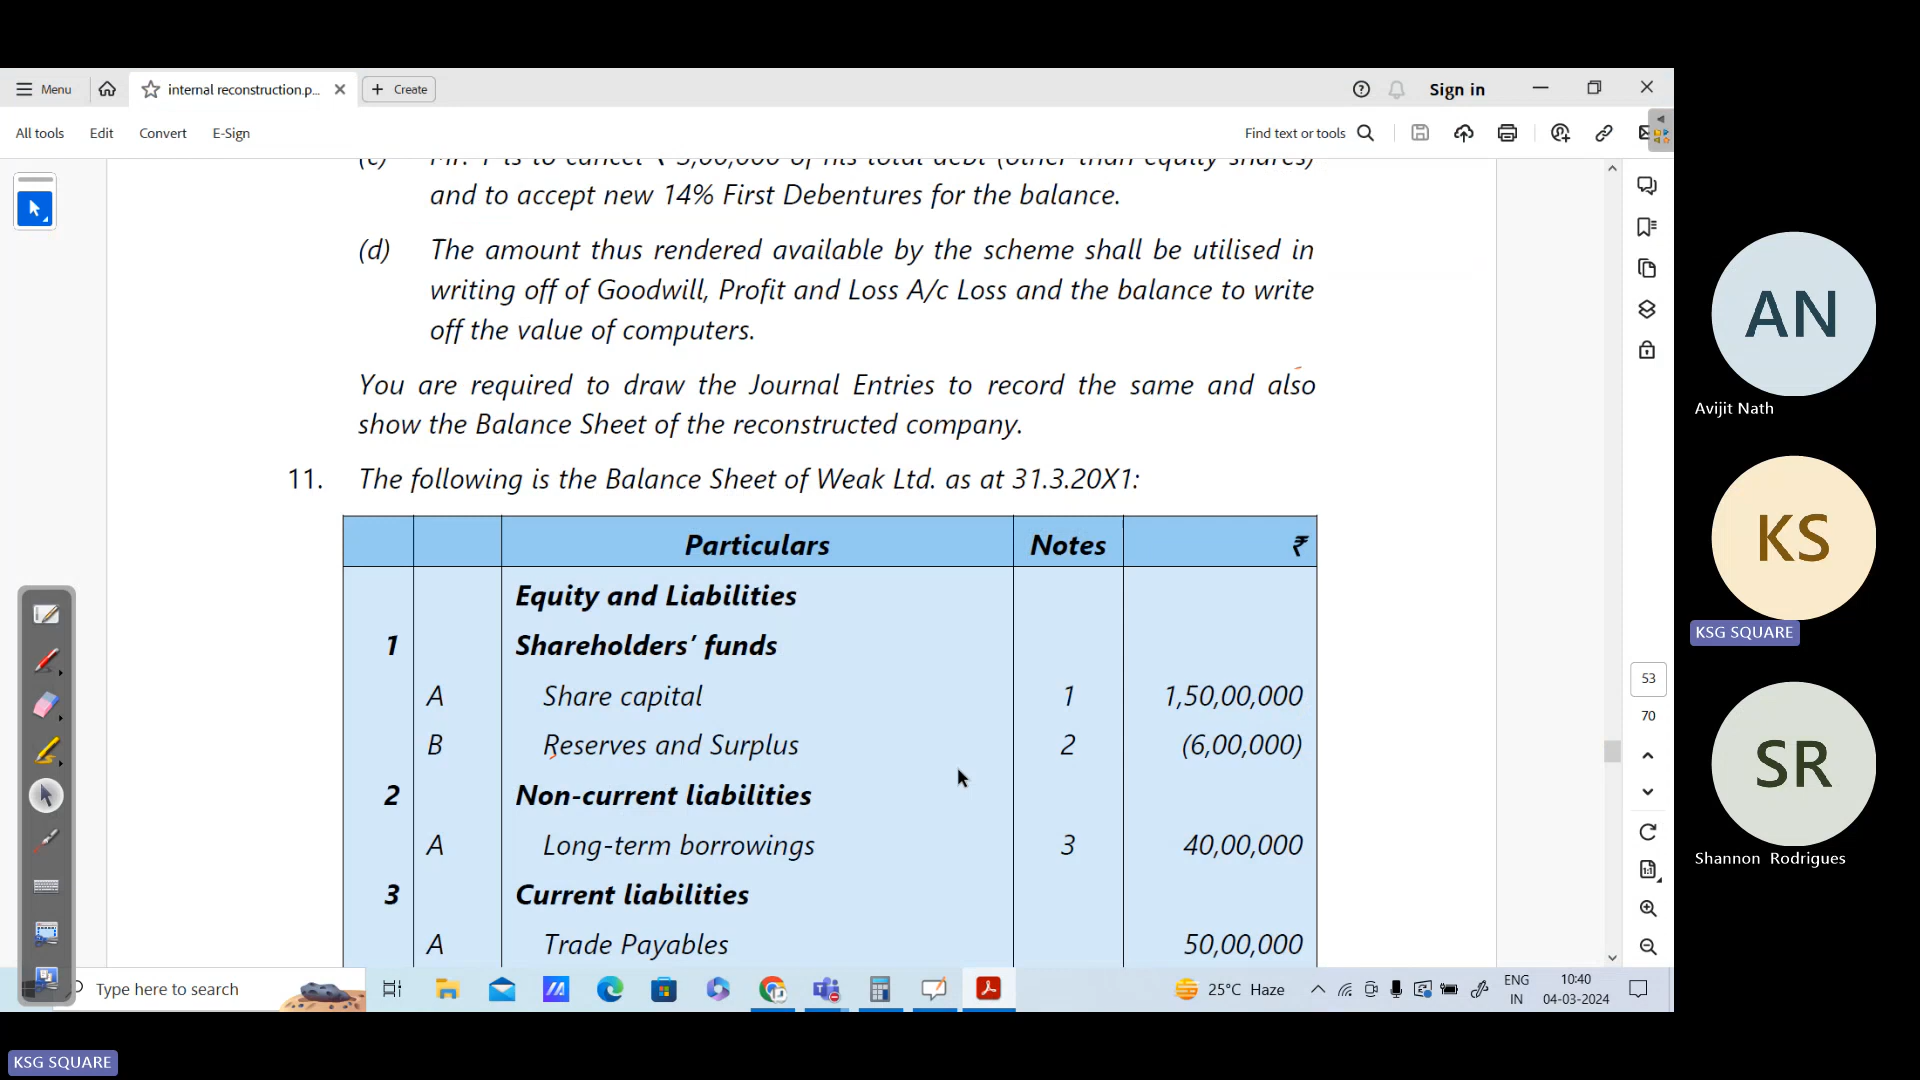 Menu
internal reconstruction.p...
Create
Sign in
All tools
Edit
Convert
E-Sign
Find text or tools
and to accept new 14% First Debentures for the balance.
(d) The amount thus rendered available by the scheme shall be utilised in
writing off of Goodwill, Profit and Loss A/c Loss and the balance to write
off the value of computers.
You are required to draw the Journal Entries to record the same and also
show the Balance Sheet of the reconstructed company.
11. The following is the Balance Sheet of Weak Ltd. as at 31.3.20X1:
Particulars Notes ₹
Equity and Liabilities
1 Shareholders' funds
A Share capital 1 1,50,00,000
B Reserves and Surplus 2 (6,00,000)
2 Non-current liabilities
A Long-term borrowings 3 40,00,000
3 Current liabilities
A Trade Payables 50,00,000
53
70
AN
Avijit Nath
KS
KSG SQUARE
SR
Shannon Rodrigues
Type here to search
25°C Haze
ENG
IN
10:40
04-03-2024
KSG SQUARE